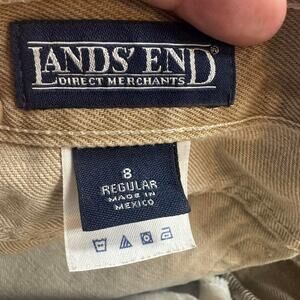 LANDS' END®
DIRECT MERCHANTS
8
REGULAR
MADE IN
MEXICO